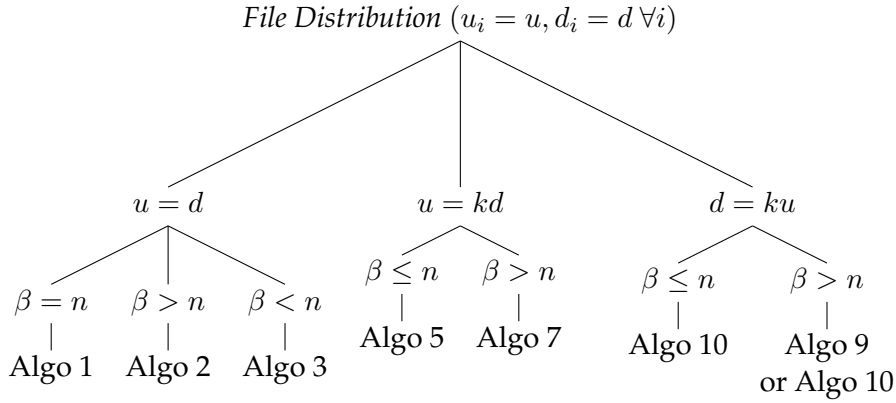 File Distribution (u_i = u, d_i = d ∀i)
u = d
u = kd
d = ku
β = n
β > n
β < n
β ≤ n
β > n
β ≤ n
β > n
Algo 1
Algo 2
Algo 3
Algo 5
Algo 7
Algo 10
Algo 9
or Algo 10